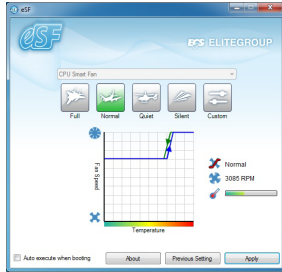 eSF
eSF
ECS ELITEGROUP
CPU Smart Fan
Full Normal Quiet Silent Custom
Fan Speed
Normal
3085 RPM
Temperature
Auto execute when booting
About
Previous Setting
Apply